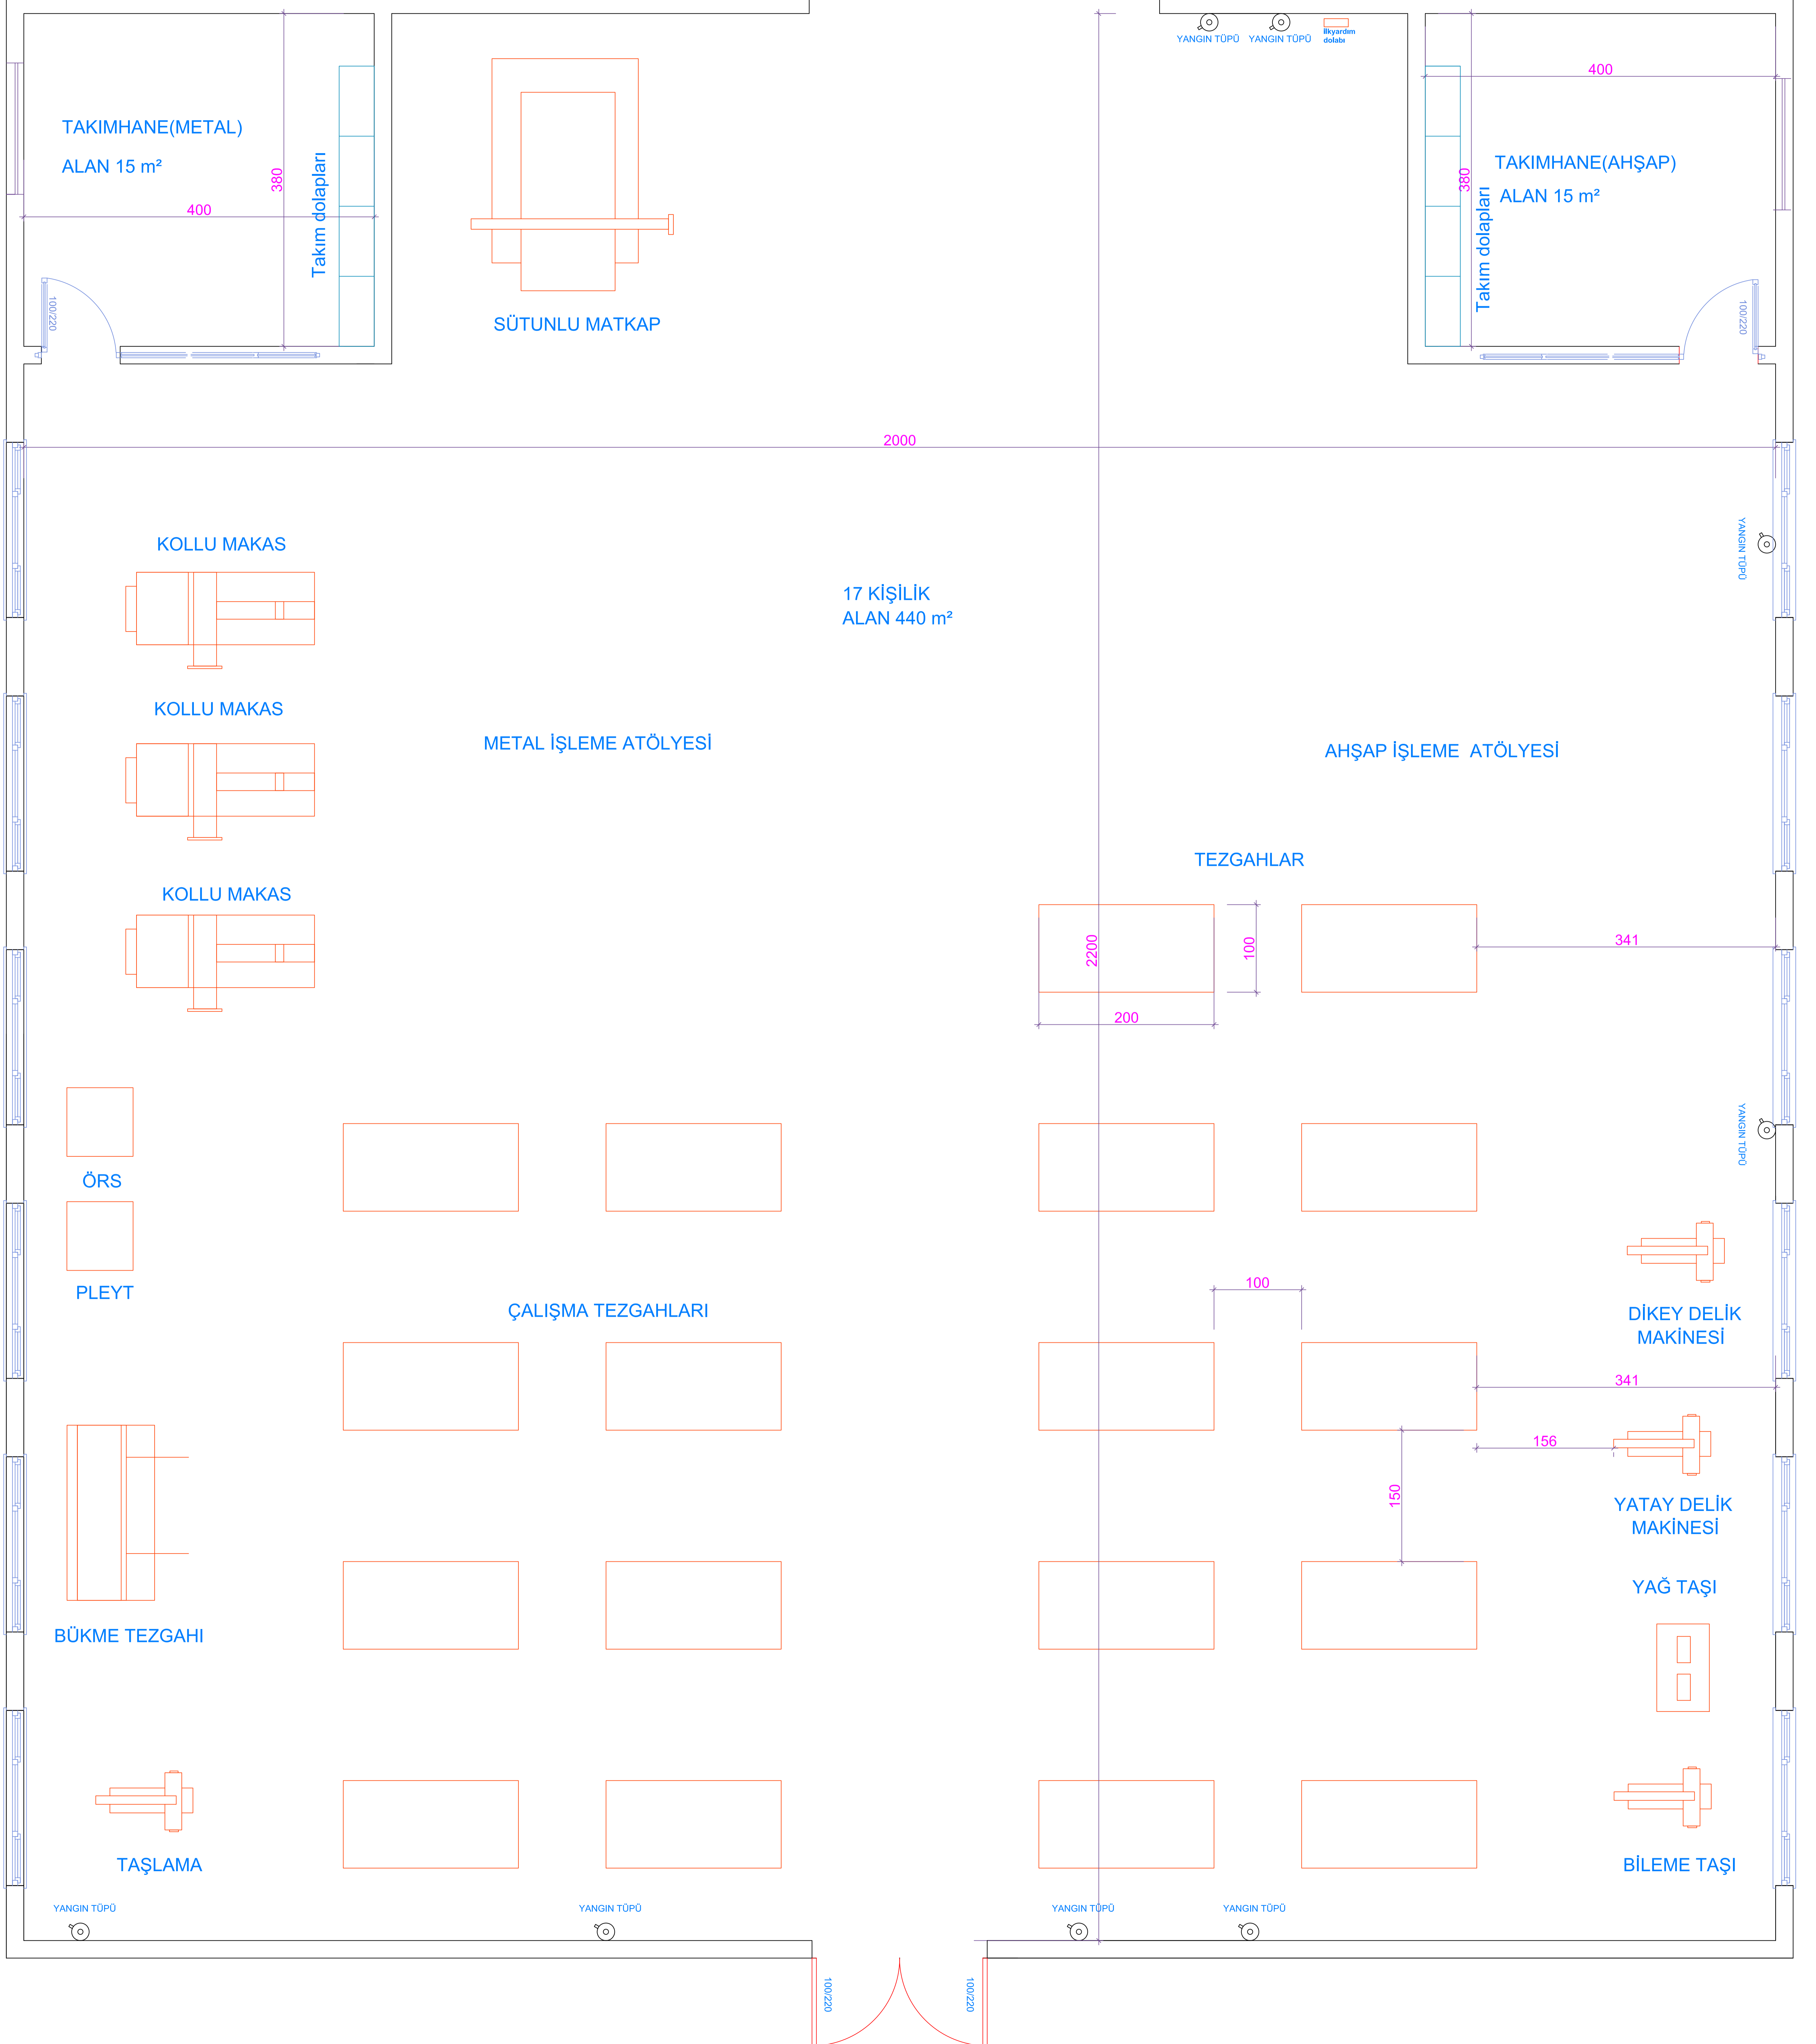 YANGIN TÜPÜ
YANGIN TÜPÜ
İlkyardım
dolabı
TAKIMHANE(METAL)
ALAN 15 m²
380
400
Takım dolapları
100/220
SÜTUNLU MATKAP
400
TAKIMHANE(AHŞAP)
ALAN 15 m²
380
Takım dolapları
100/220
2000
KOLLU MAKAS
17 KİŞİLİK
ALAN 440 m²
YANGIN TÜPÜ
KOLLU MAKAS
METAL İŞLEME ATÖLYESİ
AHŞAP İŞLEME ATÖLYESİ
KOLLU MAKAS
TEZGAHLAR
2200
100
341
200
ÖRS
PLEYT
YANGIN TÜPÜ
ÇALIŞMA TEZGAHLARI
100
DİKEY DELİK
MAKİNESİ
341
156
150
YATAY DELİK
MAKİNESİ
YAĞ TAŞI
BÜKME TEZGAHI
TAŞLAMA
BİLEME TAŞI
YANGIN TÜPÜ
YANGIN TÜPÜ
YANGIN TÜPÜ
YANGIN TÜPÜ
100/220
100/220